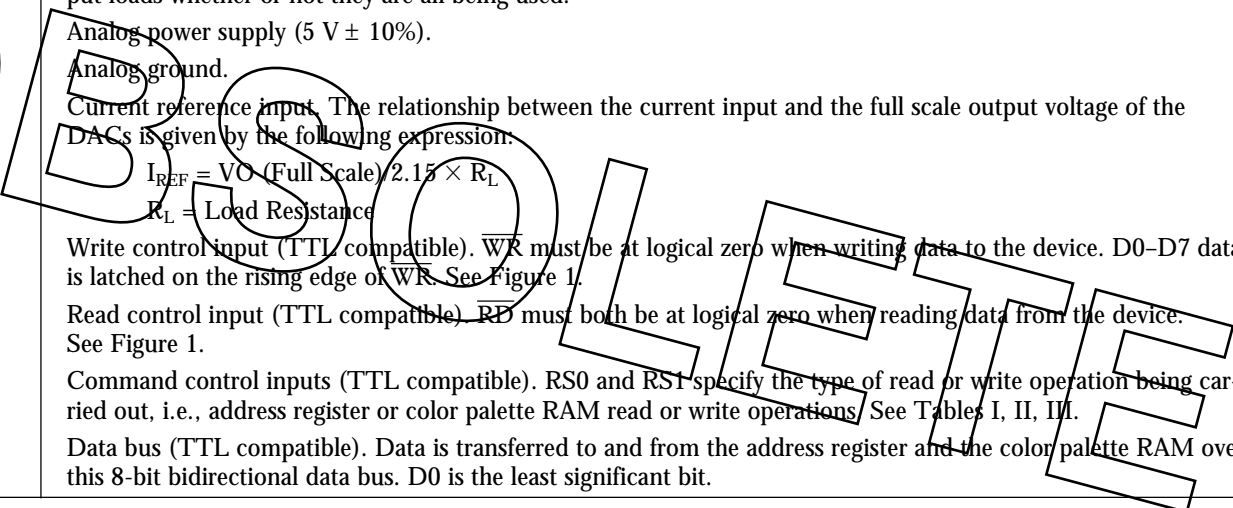 put loads whether or not they are all being used.
Analog power supply (5 V ± 10%).
Analog ground.
Current reference input. The relationship between the current input and the full scale output voltage of the
DACs is given by the following expression:
I_REF = VO (Full Scale)/2.15 × R_L
R_L = Load Resistance
Write control input (TTL compatible). W̅R̅ must be at logical zero when writing data to the device. D0–D7 data
is latched on the rising edge of W̅R̅. See Figure 1.
Read control input (TTL compatible). R̅D̅ must both be at logical zero when reading data from the device.
See Figure 1.
Command control inputs (TTL compatible). RS0 and RS1 specify the type of read or write operation being car-
ried out, i.e., address register or color palette RAM read or write operations. See Tables I, II, III.
Data bus (TTL compatible). Data is transferred to and from the address register and the color palette RAM ove
this 8-bit bidirectional data bus. D0 is the least significant bit.
BSOLETE